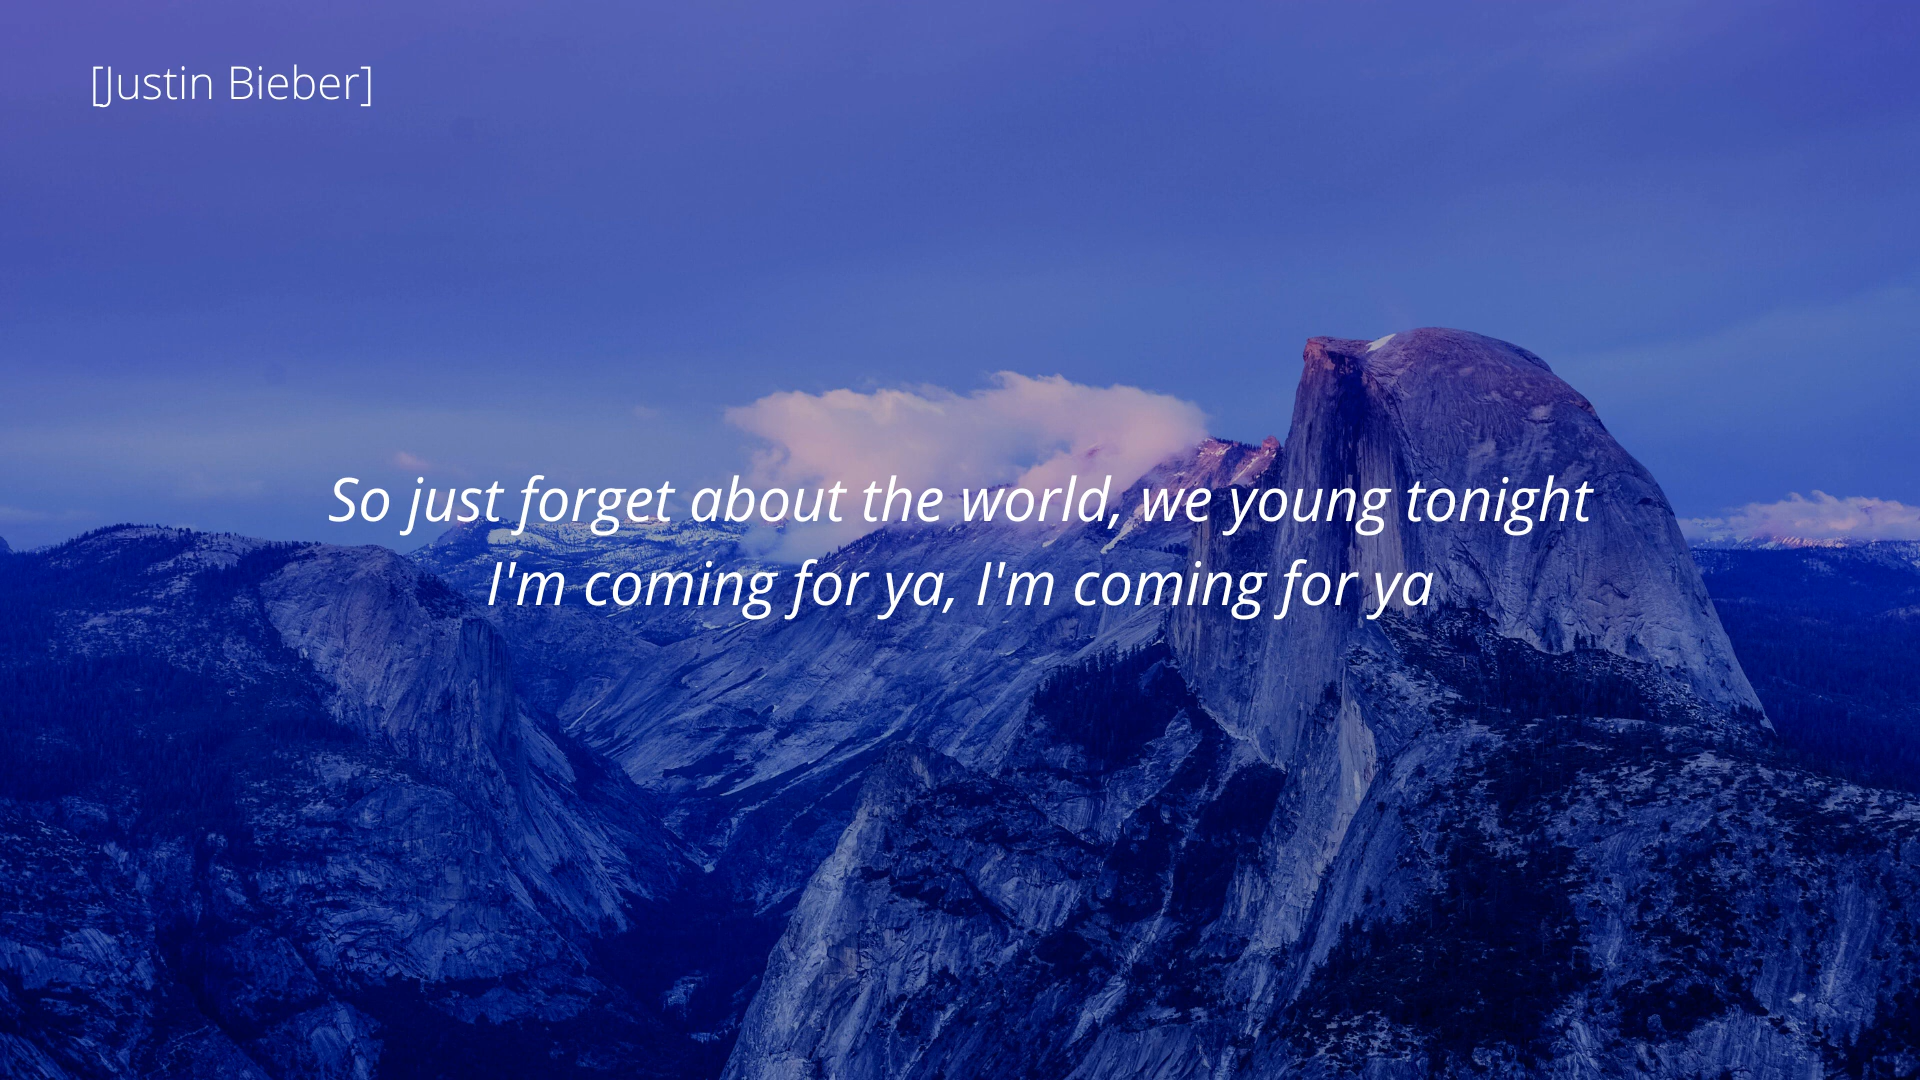 [Justin Bieber]
So just forget about the world, we young tonight
I'm coming for ya, I'm coming for ya